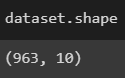 dataset.shape
(963, 10)